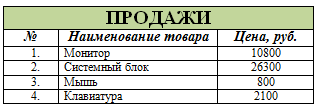 ПРОДАЖИ
№ Наименование товара Цена, руб.
1. Монитор 10800
2. Системный блок 26300
3. Мышь 800
4. Клавиатура 2100